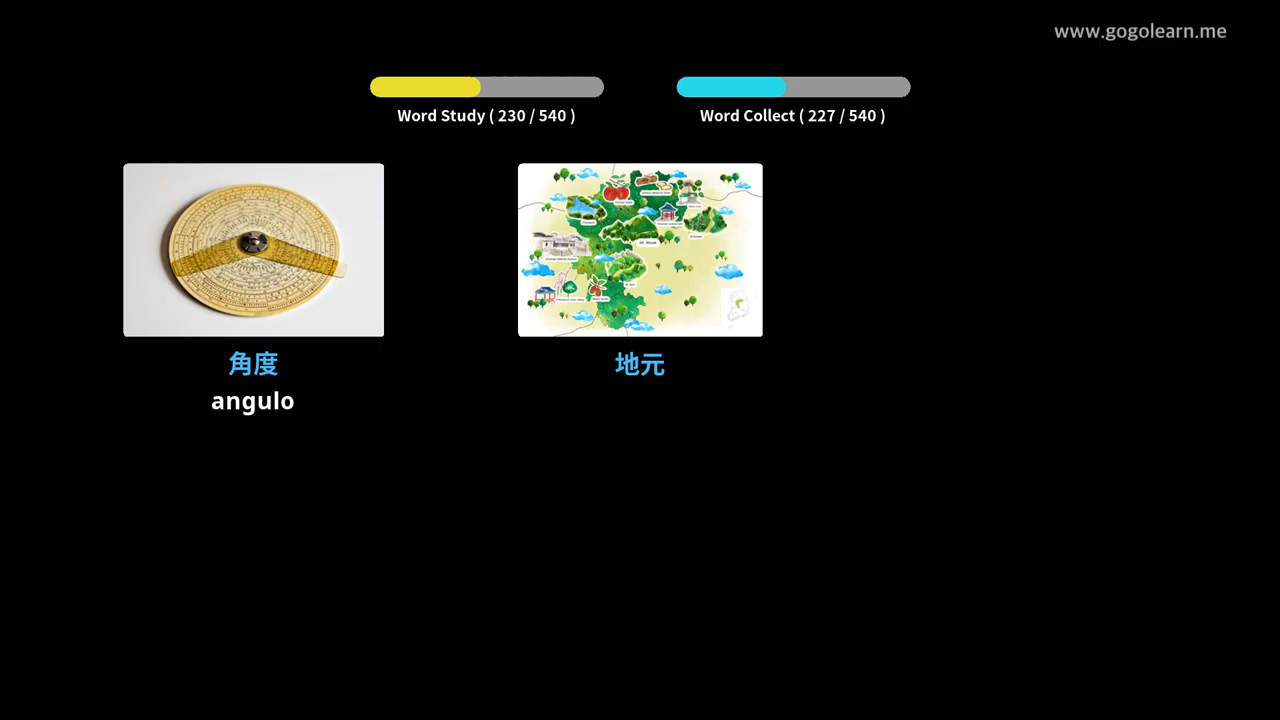 www.gogolearn.me
Word Study ( 230 / 540 )
Word Collect ( 227 / 540 )
角度
angulo
地元